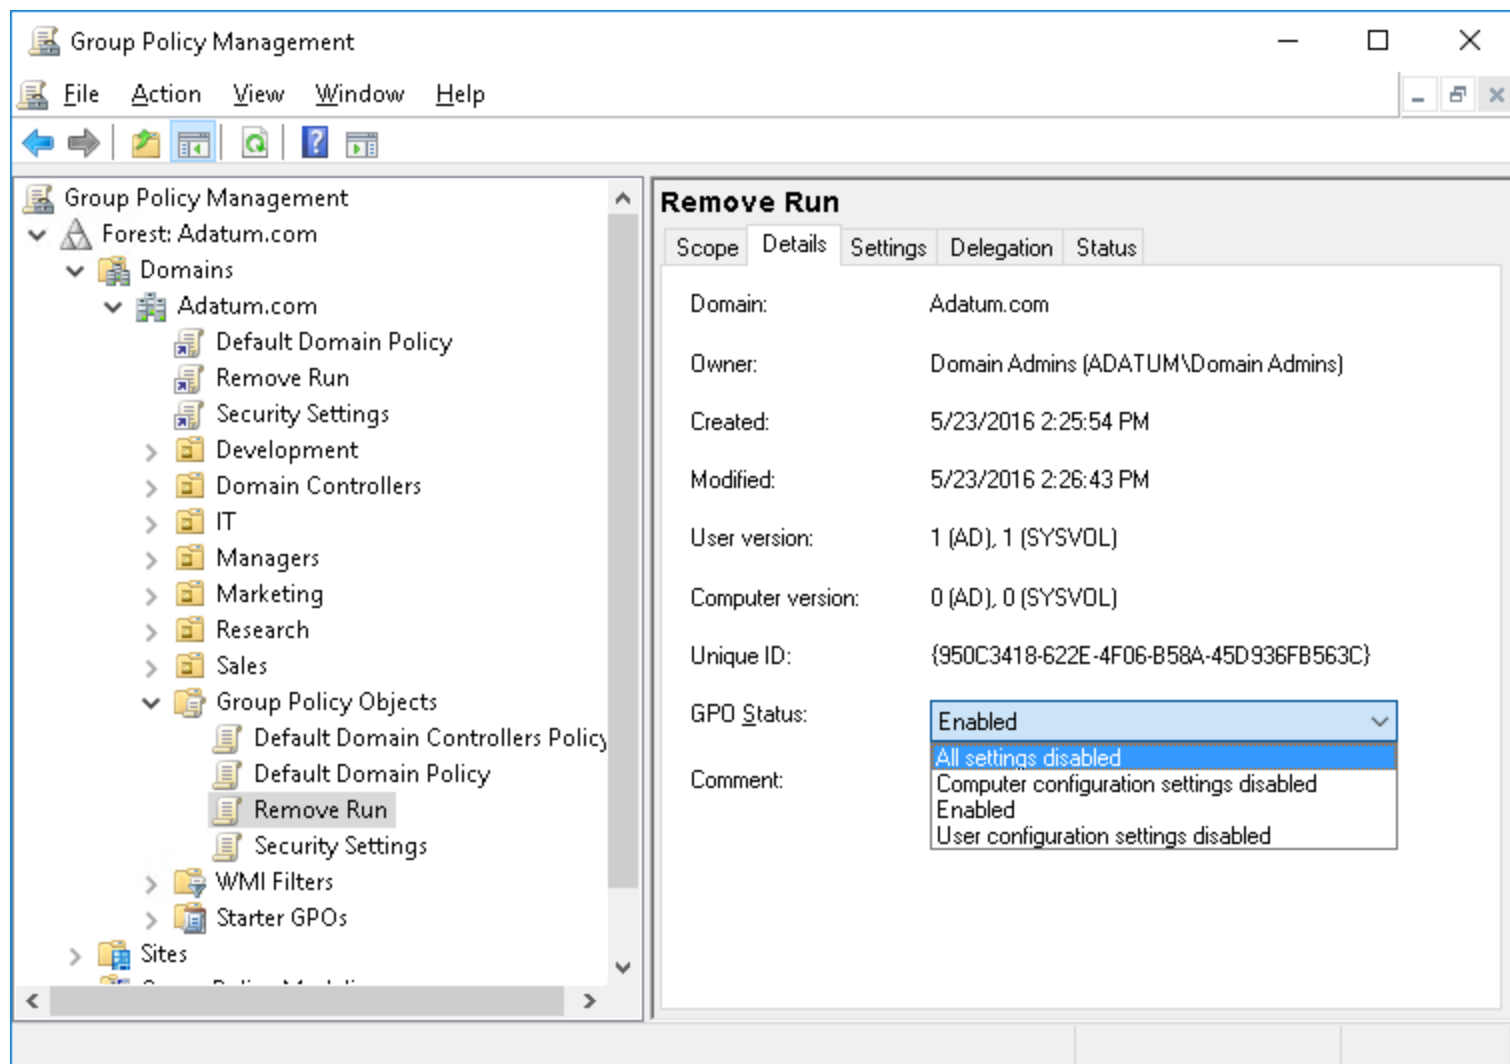 Group Policy Management
File Action View Window Help
Group Policy Management
Forest: Adatum.com
Domains
Adatum.com
Default Domain Policy
Remove Run
Security Settings
Development
Domain Controllers
IT
Managers
Marketing
Research
Sales
Group Policy Objects
Default Domain Controllers Policy
Default Domain Policy
Remove Run
Security Settings
WMI Filters
Starter GPOs
Sites
Remove Run
Scope Details Settings Delegation Status
Domain: Adatum.com
Owner: Domain Admins (ADATUM\Domain Admins)
Created: 5/23/2016 2:25:54 PM
Modified: 5/23/2016 2:26:43 PM
User version: 1 (AD), 1 (SYSVOL)
Computer version: 0 (AD), 0 (SYSVOL)
Unique ID: {950C3418-622E-4F06-B58A-45D936FB563C}
GPO Status: Enabled
All settings disabled
Computer configuration settings disabled
Enabled
User configuration settings disabled
Comment: